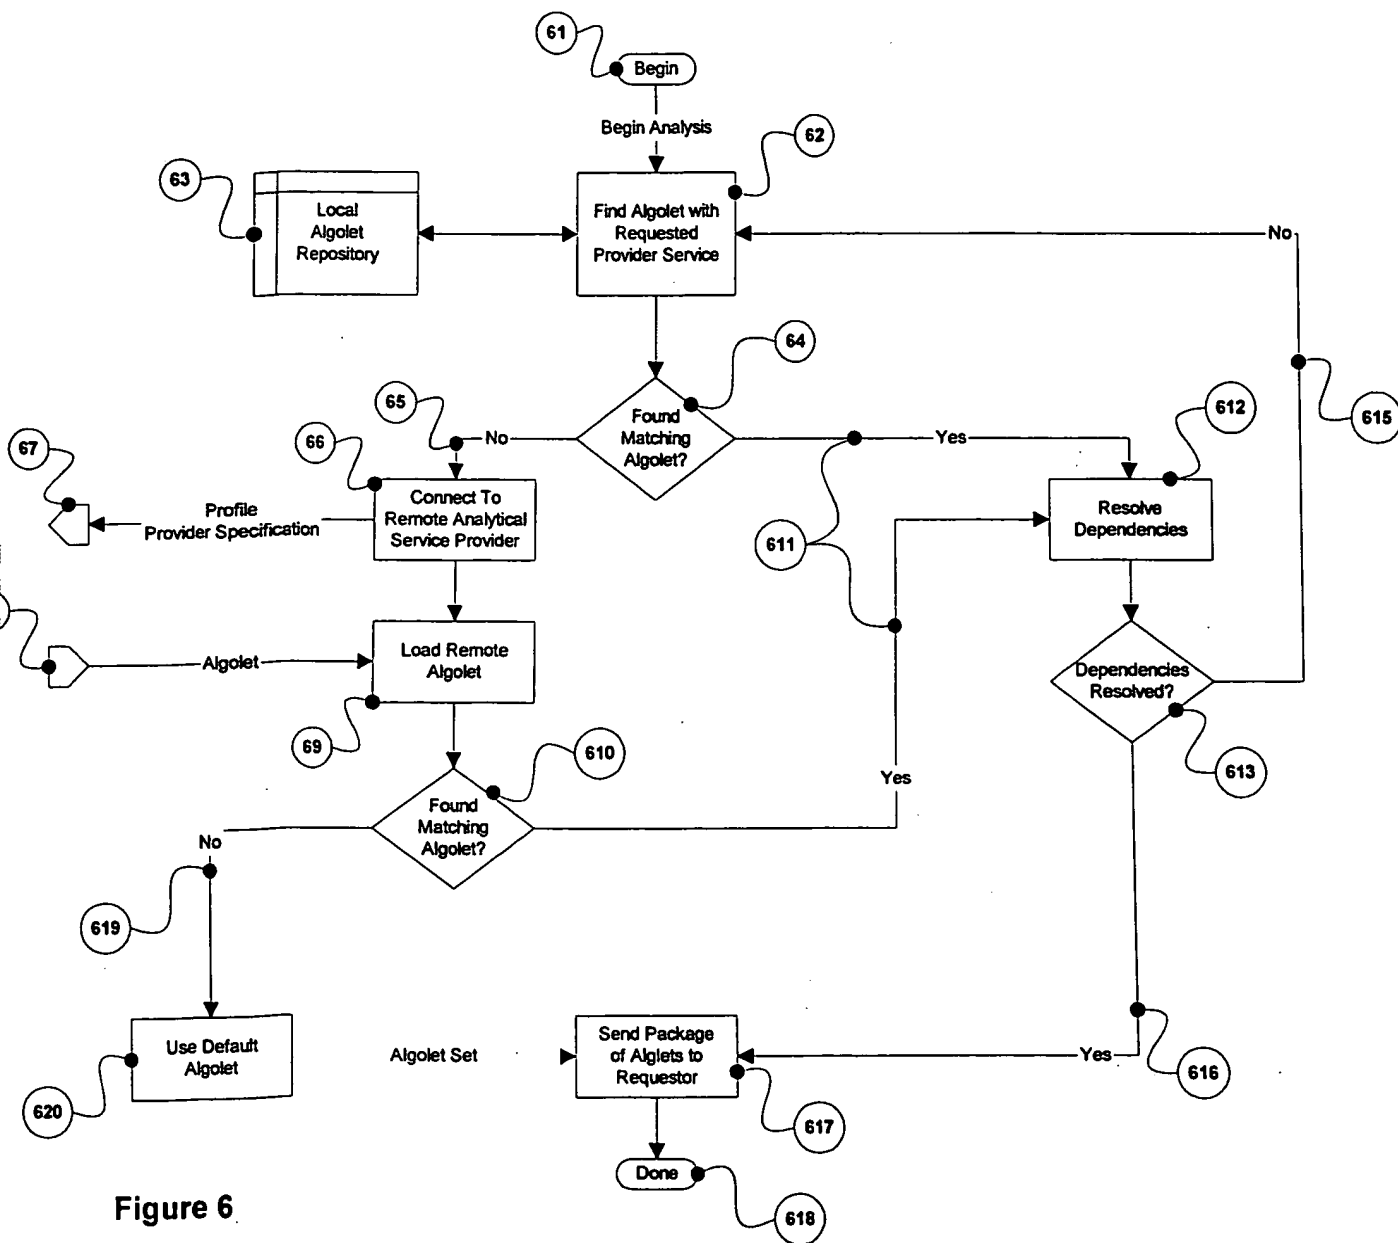 61
Begin
Begin Analysis
62
63
Local
Algolet
Repository
Find Algolet with
Requested
Provider Service
No
64
65
66
67
No
Found
Matching
Algolet?
Yes
612
615
Profile
Provider Specification
Connect To
Remote Analytical
Service Provider
611
Resolve
Dependencies
Algolet
Load Remote
Algolet
Dependencies
Resolved?
69
610
613
Yes
Found
Matching
Algolet?
No
619
Use Default
Algolet
Algolet Set
Send Package
of Alglets to
Requestor
Yes
616
620
617
Done
618
Figure 6